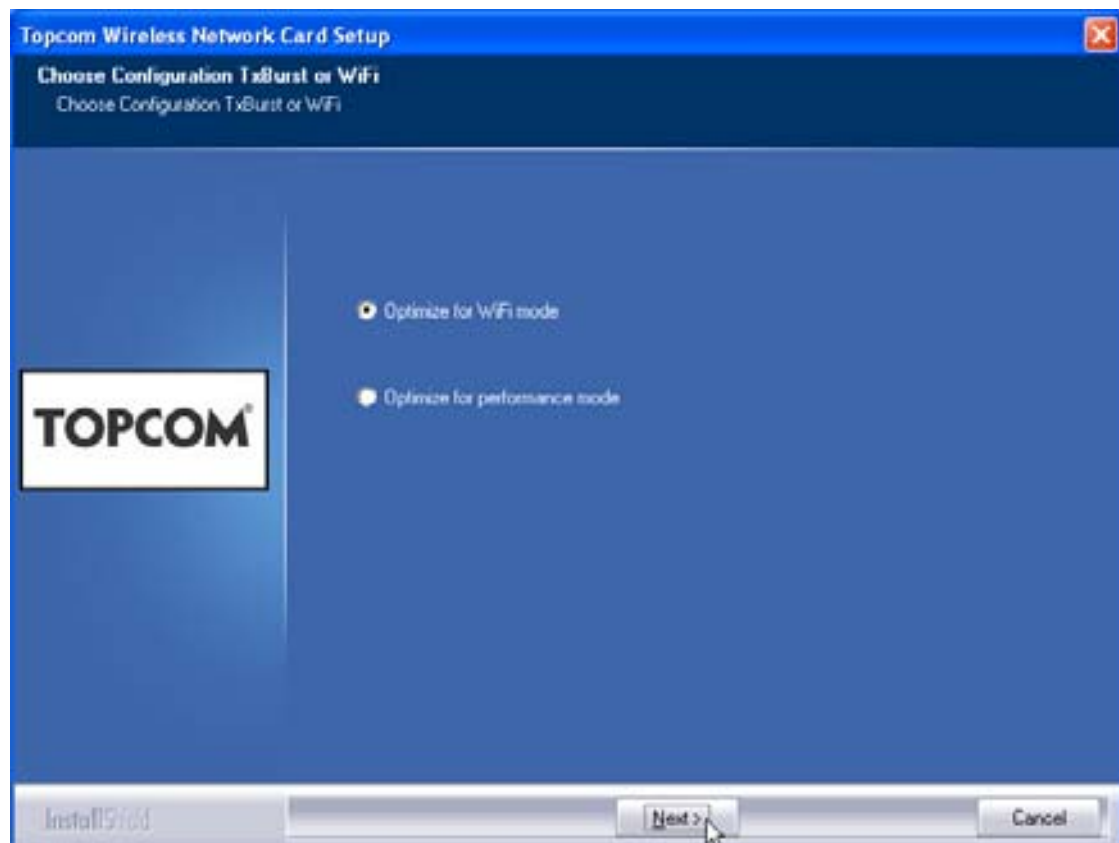 Topcom Wireless Network Card Setup
Choose Configuration TxBurst or WiFi
Choose Configuration TxBurst or WiFi
Optimize for WiFi mode
Optimize for performance mode
TOPCOM®
InstallShield
Next >
Cancel